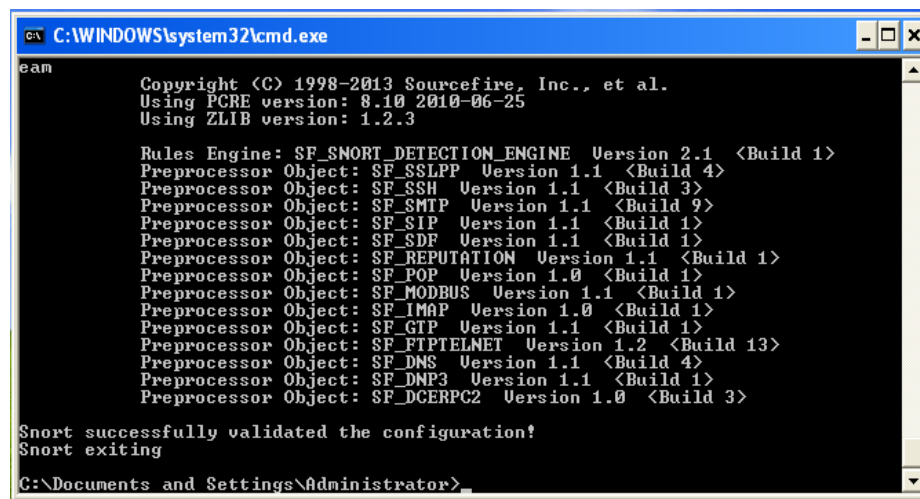 C:\WINDOWS\system32\cmd.exe
eam
Copyright (C) 1998-2013 Sourcefire, Inc., et al.
Using PCRE version: 8.10 2010-06-25
Using ZLIB version: 1.2.3
Rules Engine: SF_SNORT_DETECTION_ENGINE Version 2.1 <Build 1>
Preprocessor Object: SF_SSLPP Version 1.1 <Build 4>
Preprocessor Object: SF_SSH Version 1.1 <Build 3>
Preprocessor Object: SF_SMTP Version 1.1 <Build 9>
Preprocessor Object: SF_SIP Version 1.1 <Build 1>
Preprocessor Object: SF_SDF Version 1.1 <Build 1>
Preprocessor Object: SF_REPUTATION Version 1.1 <Build 1>
Preprocessor Object: SF_POP Version 1.0 <Build 1>
Preprocessor Object: SF_MODBUS Version 1.1 <Build 1>
Preprocessor Object: SF_IMAP Version 1.0 <Build 1>
Preprocessor Object: SF_GTP Version 1.1 <Build 1>
Preprocessor Object: SF_FTPTELNET Version 1.2 <Build 13>
Preprocessor Object: SF_DNS Version 1.1 <Build 4>
Preprocessor Object: SF_DNP3 Version 1.1 <Build 1>
Preprocessor Object: SF_DCERPC2 Version 1.0 <Build 3>
Snort successfully validated the configuration!
Snort exiting
C:\Documents and Settings\Administrator>_